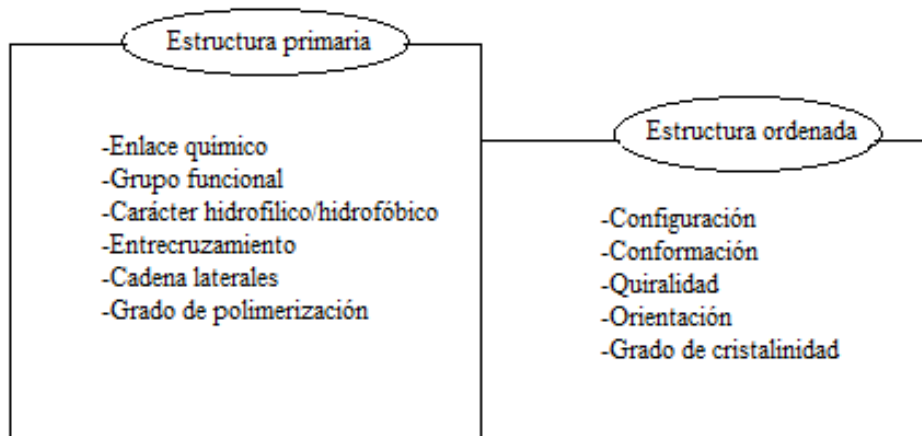 Estructura primaria
-Enlace químico
-Grupo funcional
-Carácter hidrofílico/hidrofóbico
-Entrecruzamiento
-Cadena laterales
-Grado de polimerización
Estructura ordenada
-Configuración
-Conformación
-Quiralidad
-Orientación
-Grado de cristalinidad